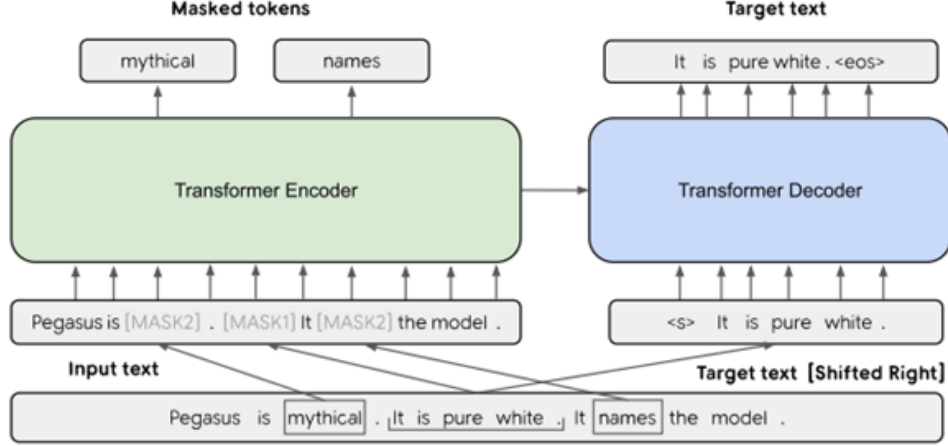 Masked tokens Target text
mythical names It is pure white . <eos>
Transformer Encoder Transformer Decoder
Pegasus is [MASK2] . [MASK1] It [MASK2] the model . <s> It is pure white .
Input text Target text [Shifted Right]
Pegasus is mythical . It is pure white . It names the model .